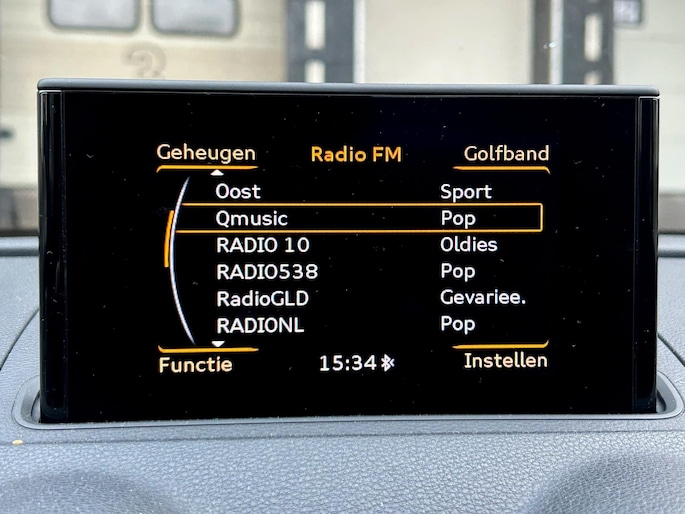 Geheugen Radio FM Golfband
Oost Sport
Qmusic Pop
RADIO 10 Oldies
RADIO538 Pop
RadioGLD Gevariee.
RADIONL Pop
Functie 15:34 Instellen